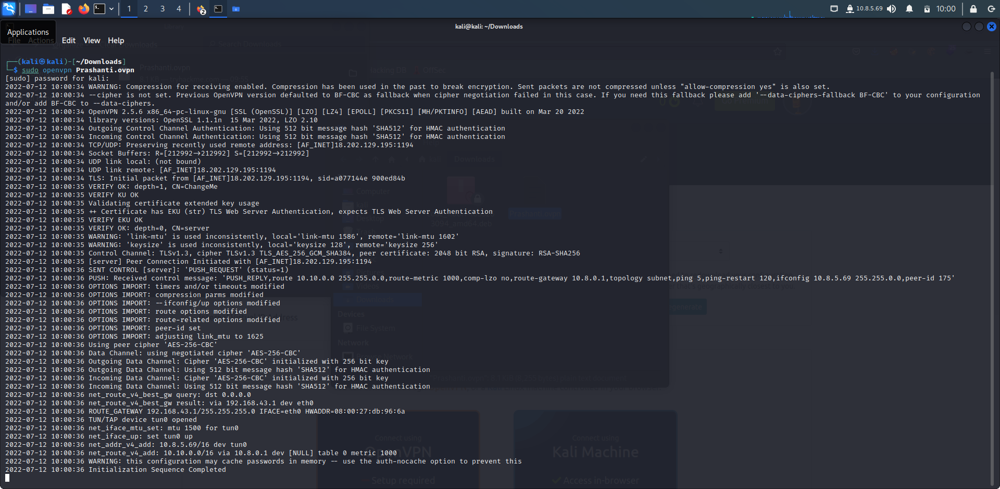 1 2 3 4 2 10.8.5.69 10:00
kali@kali: ~/Downloads
Applications
File Actions Edit View Help
┌──(kali㉿kali)-[~/Downloads]
└─$ sudo openvpn Prashanti.ovpn
[sudo] password for kali:
2022-07-12 10:00:34 WARNING: Compression for receiving enabled. Compression has been used in the past to break encryption. Sent packets are not compressed unless "allow-compression yes" is also set.
2022-07-12 10:00:34 --cipher is not set. Previous OpenVPN version defaulted to BF-CBC as fallback when cipher negotiation failed in this case. If you need this fallback please add '--data-ciphers-fallback BF-CBC' to your configuration
and/or add BF-CBC to --data-ciphers.
2022-07-12 10:00:34 OpenVPN 2.5.6 x86_64-pc-linux-gnu [SSL (OpenSSL)] [LZO] [LZ4] [EPOLL] [PKCS11] [MH/PKTINFO] [AEAD] built on Mar 20 2022
2022-07-12 10:00:34 library versions: OpenSSL 1.1.1n  15 Mar 2022, LZO 2.10
2022-07-12 10:00:34 Outgoing Control Channel Authentication: Using 512 bit message hash 'SHA512' for HMAC authentication
2022-07-12 10:00:34 Incoming Control Channel Authentication: Using 512 bit message hash 'SHA512' for HMAC authentication
2022-07-12 10:00:34 TCP/UDP: Preserving recently used remote address: [AF_INET]18.202.129.195:1194
2022-07-12 10:00:34 Socket Buffers: R=[212992->212992] S=[212992->212992]
2022-07-12 10:00:34 UDP link local: (not bound)
2022-07-12 10:00:34 UDP link remote: [AF_INET]18.202.129.195:1194
2022-07-12 10:00:34 TLS: Initial packet from [AF_INET]18.202.129.195:1194, sid=a077144e 900ed84b
2022-07-12 10:00:35 VERIFY OK: depth=1, CN=ChangeMe
2022-07-12 10:00:35 VERIFY KU OK
2022-07-12 10:00:35 Validating certificate extended key usage
2022-07-12 10:00:35 ++ Certificate has EKU (str) TLS Web Server Authentication, expects TLS Web Server Authentication
2022-07-12 10:00:35 VERIFY EKU OK
2022-07-12 10:00:35 VERIFY OK: depth=0, CN=server
2022-07-12 10:00:35 WARNING: 'link-mtu' is used inconsistently, local='link-mtu 1586', remote='link-mtu 1602'
2022-07-12 10:00:35 WARNING: 'keysize' is used inconsistently, local='keysize 128', remote='keysize 256'
2022-07-12 10:00:35 Control Channel: TLSv1.3, cipher TLSv1.3 TLS_AES_256_GCM_SHA384, peer certificate: 2048 bit RSA, signature: RSA-SHA256
2022-07-12 10:00:35 [server] Peer Connection Initiated with [AF_INET]18.202.129.195:1194
2022-07-12 10:00:36 SENT CONTROL [server]: 'PUSH_REQUEST' (status=1)
2022-07-12 10:00:36 PUSH: Received control message: 'PUSH_REPLY,route 10.10.0.0 255.255.0.0,route-metric 1000,comp-lzo no,route-gateway 10.8.0.1,topology subnet,ping 5,ping-restart 120,ifconfig 10.8.5.69 255.255.0.0,peer-id 175'
2022-07-12 10:00:36 OPTIONS IMPORT: timers and/or timeouts modified
2022-07-12 10:00:36 OPTIONS IMPORT: compression parms modified
2022-07-12 10:00:36 OPTIONS IMPORT: --ifconfig/up options modified
2022-07-12 10:00:36 OPTIONS IMPORT: route options modified
2022-07-12 10:00:36 OPTIONS IMPORT: route-related options modified
2022-07-12 10:00:36 OPTIONS IMPORT: peer-id set
2022-07-12 10:00:36 OPTIONS IMPORT: adjusting link_mtu to 1625
2022-07-12 10:00:36 Using peer cipher 'AES-256-CBC'
2022-07-12 10:00:36 Data Channel: using negotiated cipher 'AES-256-CBC'
2022-07-12 10:00:36 Outgoing Data Channel: Cipher 'AES-256-CBC' initialized with 256 bit key
2022-07-12 10:00:36 Outgoing Data Channel: Using 512 bit message hash 'SHA512' for HMAC authentication
2022-07-12 10:00:36 Incoming Data Channel: Cipher 'AES-256-CBC' initialized with 256 bit key
2022-07-12 10:00:36 Incoming Data Channel: Using 512 bit message hash 'SHA512' for HMAC authentication
2022-07-12 10:00:36 net_route_v4_best_gw query: dst 0.0.0.0
2022-07-12 10:00:36 net_route_v4_best_gw result: via 192.168.43.1 dev eth0
2022-07-12 10:00:36 ROUTE_GATEWAY 192.168.43.1/255.255.255.0 IFACE=eth0 HWADDR=08:00:27:db:96:6a
2022-07-12 10:00:36 TUN/TAP device tun0 opened
2022-07-12 10:00:36 net_iface_mtu_set: mtu 1500 for tun0
2022-07-12 10:00:36 net_iface_up: set tun0 up
2022-07-12 10:00:36 net_addr_v4_add: 10.8.5.69/16 dev tun0
2022-07-12 10:00:36 net_route_v4_add: 10.10.0.0/16 via 10.8.0.1 dev [NULL] table 0 metric 1000
2022-07-12 10:00:36 WARNING: this configuration may cache passwords in memory -- use the auth-nocache option to prevent this
2022-07-12 10:00:36 Initialization Sequence Completed
Connect using
OpenVPN
Setup required
Connect using
Kali Machine
Access in-browser